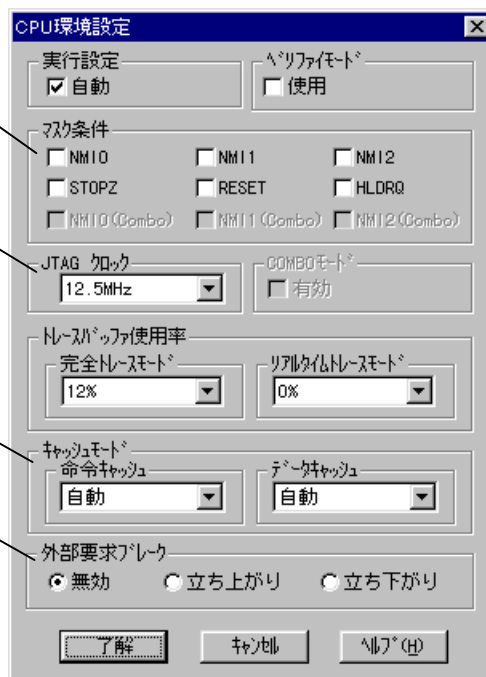 CPU環境設定
実行設定 ﾍﾞﾘﾌｧｲﾓｰﾄﾞ
自動 使用
ﾏｽｸ条件
NMI0 NMI1 NMI2
STOPZ RESET HLDRQ
NMI0(Combo) NMI1(Combo) NMI2(Combo)
JTAG ｸﾛｯｸ COMBOﾓｰﾄﾞ
12.5MHz 有効
ﾄﾚｰｽﾊﾞｯﾌｧ使用率
完全ﾄﾚｰｽﾓｰﾄﾞ ﾘｱﾙﾀｲﾑﾄﾚｰｽﾓｰﾄﾞ
12% 0%
ｷｬｯｼｭﾓｰﾄﾞ
命令ｷｬｯｼｭ ﾃﾞｰﾀｷｬｯｼｭ
自動 自動
外部要求ﾌﾞﾚｰｸ
無効 立ち上がり 立ち下がり
了解 ｷｬﾝｾﾙ ﾍﾙﾌﾟ(H)